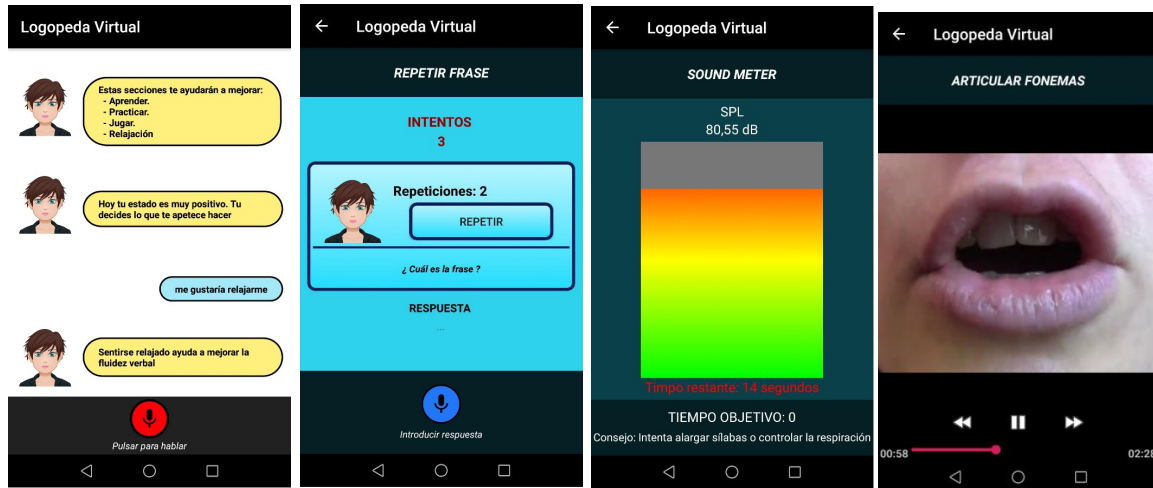 Logopeda Virtual
Estas secciones te ayudarán a mejorar:
- Aprender.
- Practicar.
- Jugar.
- Relajación
Hoy tu estado es muy positivo. Tu
decides lo que te apetece hacer
me gustaría relajarme
Sentirse relajado ayuda a mejorar la
fluidez verbal
Pulsar para hablar
Logopeda Virtual
REPETIR FRASE
INTENTOS
3
Repeticiones: 2
REPETIR
¿ Cuál es la frase ?
RESPUESTA
...
Introducir respuesta
Logopeda Virtual
SOUND METER
SPL
80,55 dB
Timpo restante: 14 segundos
TIEMPO OBJETIVO: 0
Consejo: Intenta alargar sílabas o controlar la respiración
Logopeda Virtual
ARTICULAR FONEMAS
00:58
02:28